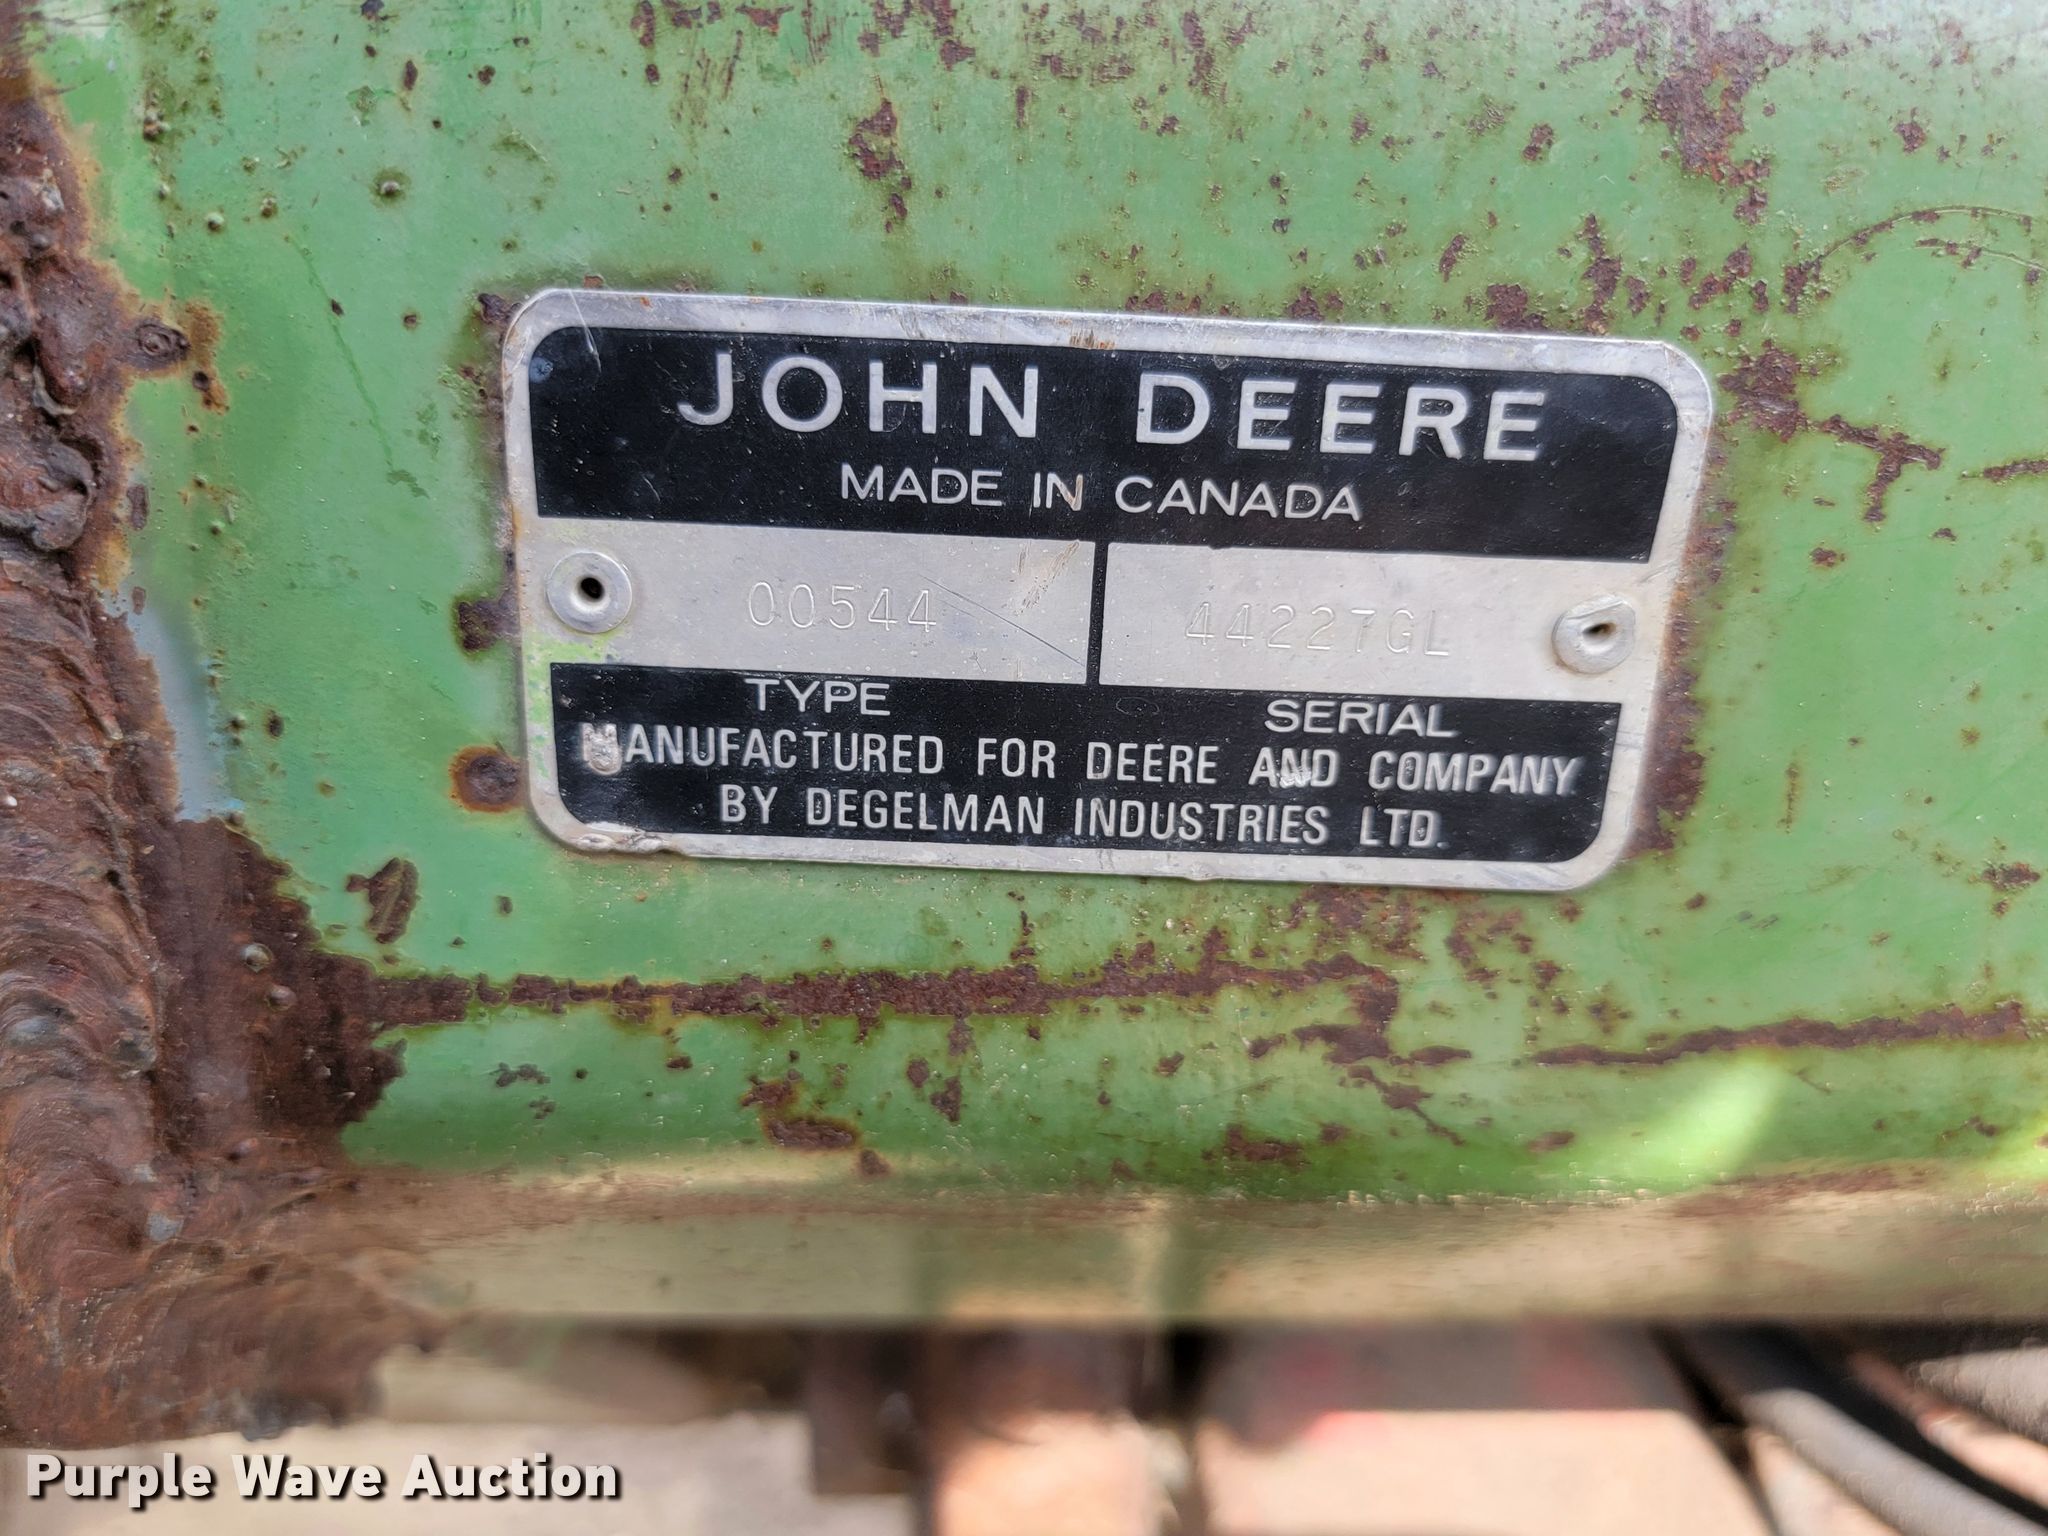 JOHN DEERE
MADE IN CANADA
00544 44227GL
TYPE SERIAL
MANUFACTURED FOR DEERE AND COMPANY
BY DEGELMAN INDUSTRIES LTD.
Purple Wave Auction